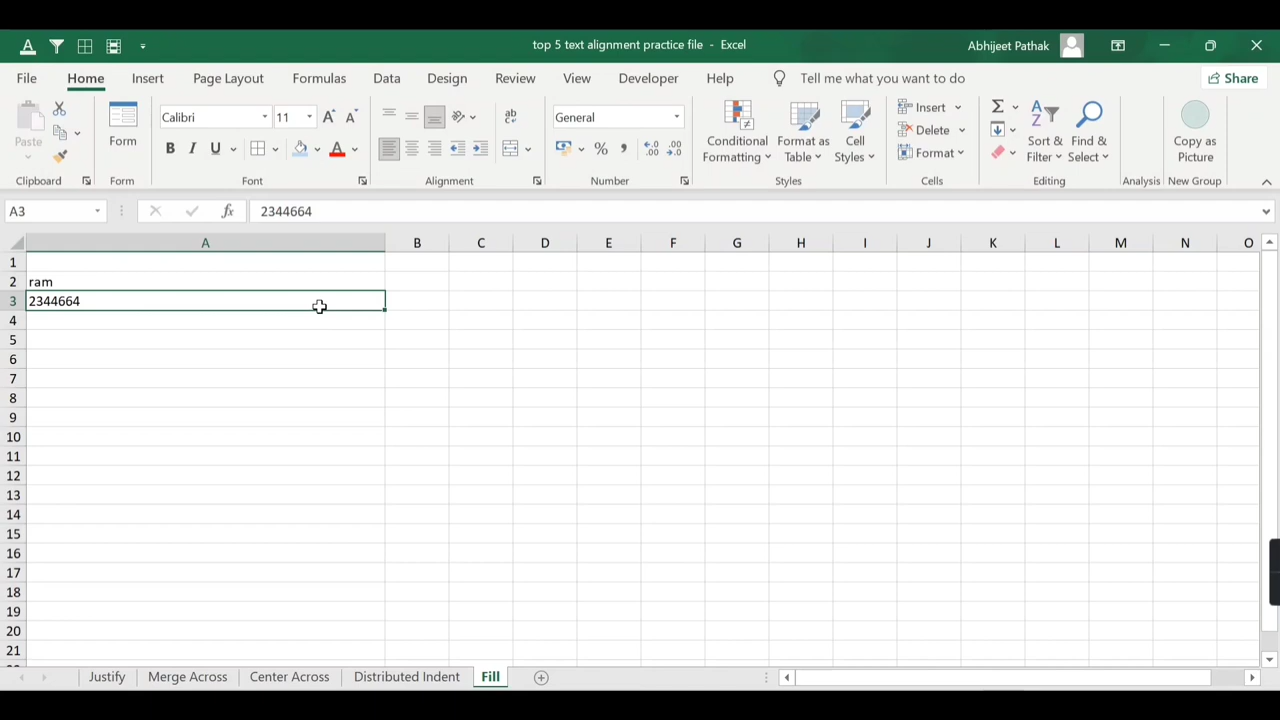 top 5 text alignment practice file - Excel
Abhijeet Pathak
File Home Insert Page Layout Formulas Data Design Review View Developer Help Tell me what you want to do Share
Paste
Form
Calibri 11
B I U
ab
General
% ,
Conditional Formatting
Format as Table
Cell Styles
Insert
Delete
Format
Sort & Filter
Find & Select
Copy as Picture
Clipboard Form Font Alignment Number Styles Cells Editing Analysis New Group
A3 fx 2344664
A B C D E F G H I J K L M N O
1
2 ram
3 2344664
4
5
6
7
8
9
10
11
12
13
14
15
16
17
18
19
20
21
Justify Merge Across Center Across Distributed Indent Fill